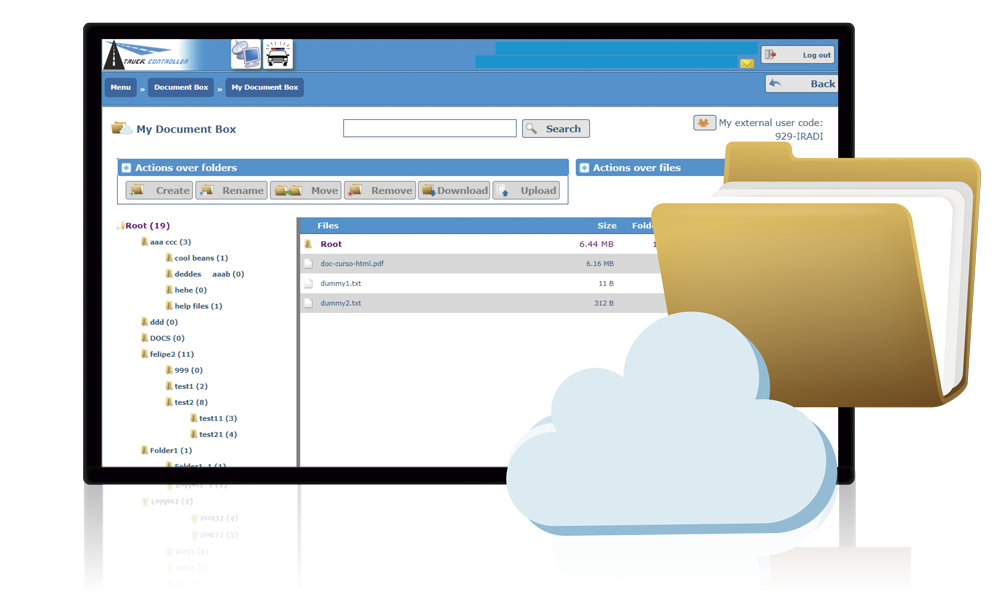 TRUCK CONTROLLER
Log out
Menu » Document Box » My Document Box
Back
My Document Box
Search
My external user code:
929-IRADI
Actions over folders
Actions over files
Create Rename Move Remove Download Upload
Root (19)
aaa ccc (3)
cool beans (1)
deddes aaab (0)
hehe (0)
help files (1)
ddd (0)
DOCS (0)
felipe2 (11)
999 (0)
test1 (2)
test2 (8)
test11 (3)
test21 (4)
Folder1 (1)
Folder1_1 (1)
Files Size
Root 6.44 MB
doc-curso-html.pdf 6.16 MB
dummy1.txt 11 B
dummy2.txt 312 B